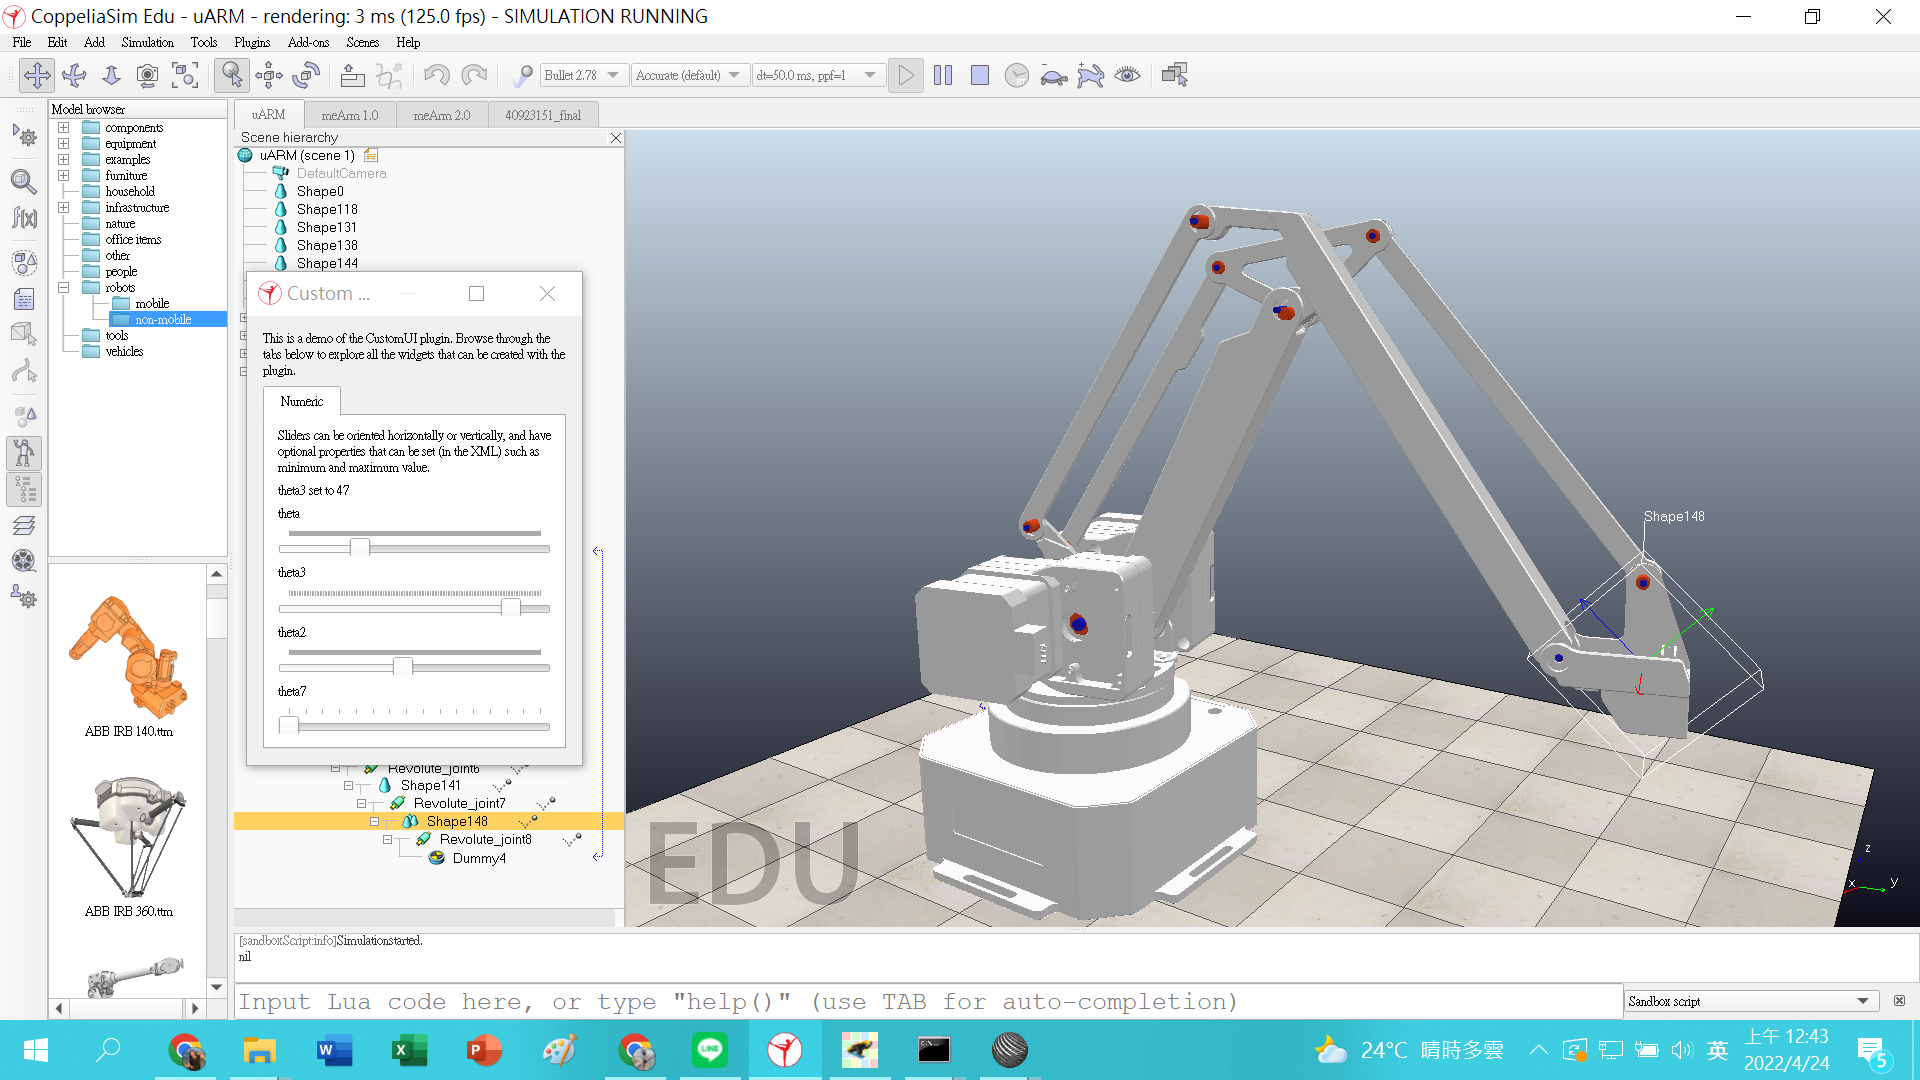 CoppeliaSim Edu - uARM - rendering: 3 ms (125.0 fps) - SIMULATION RUNNING
File Edit Add Simulation Tools Plugins Add-ons Scenes Help
Bullet 2.78 Accurate (default) dt=50.0 ms, ppf=1
Model browser
components
equipment
examples
furniture
household
infrastructure
nature
office items
other
people
robots
mobile
non-mobile
tools
vehicles
ABB IRB 140.ttm
ABB IRB 360.ttm
uARM meArm 1.0 meArm 2.0 40923151_final
Scene hierarchy
uARM (scene 1)
DefaultCamera
Shape0
Shape118
Shape131
Shape138
Shape144
Custom ...
This is a demo of the CustomUI plugin. Browse through the
tabs below to explore all the widgets that can be created with the
plugin.
Numeric
Sliders can be oriented horizontally or vertically, and have
optional properties that can be set (in the XML) such as
minimum and maximum value.
theta3 set to 47
theta
theta3
theta2
theta7
Revolute_joint6
Shape141
Revolute_joint7
Shape148
Revolute_joint8
Dummy4
Shape148
EDU
z
x
y
[sandboxScript:info]Simulationstarted.
nil
Input Lua code here, or type "help()" (use TAB for auto-completion)
Sandbox script
24°C 晴時多雲
英
上午 12:43
2022/4/24
5